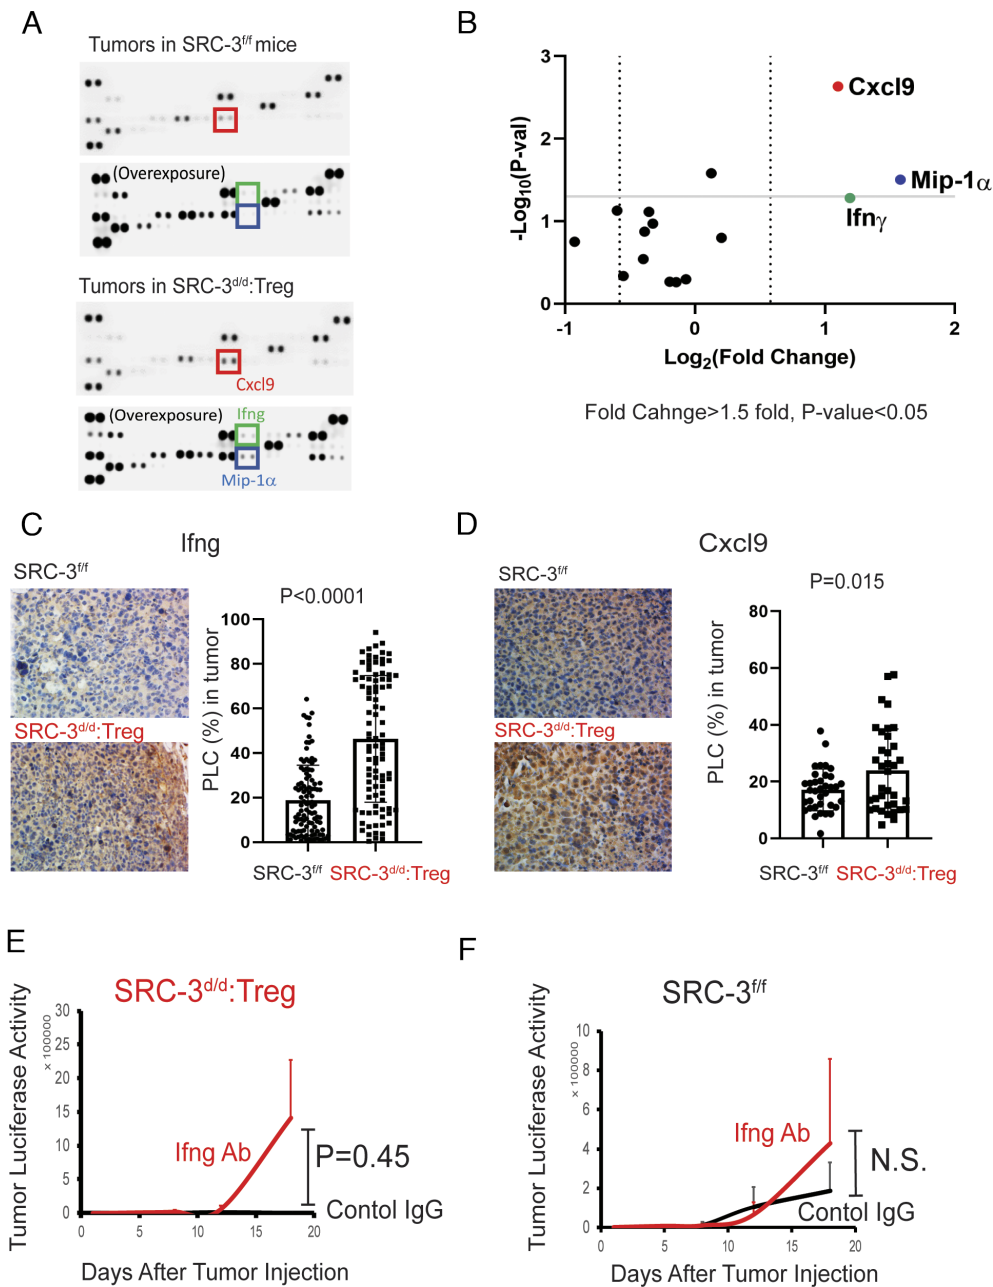 A
Tumors in SRC-3f/f mice
(Overexposure)
Tumors in SRC-3d/d:Treg
Cxcl9
(Overexposure)
Ifng
Mip-1α
B
-Log10(P-val)
3
2
1
0
Cxcl9
Mip-1α
Ifnγ
-1
0
1
2
Log2(Fold Change)
Fold Cahnge>1.5 fold, P-value<0.05
C
Ifng
SRC-3f/f
SRC-3d/d:Treg
P<0.0001
PLC (%) in tumor
100
80
60
40
20
0
SRC-3f/f
SRC-3d/d:Treg
D
Cxcl9
SRC-3f/f
SRC-3d/d:Treg
P=0.015
PLC (%) in tumor
80
60
40
20
0
SRC-3f/f
SRC-3d/d:Treg
E
SRC-3d/d:Treg
Tumor Luciferase Activity
x 100000
30
25
20
15
10
5
0
Ifng Ab
P=0.45
Contol IgG
0
5
10
15
20
Days After Tumor Injection
F
SRC-3f/f
Tumor Luciferase Activity
x 100000
10
8
6
4
2
0
Ifng Ab
N.S.
Contol IgG
0
5
10
15
20
Days After Tumor Injection